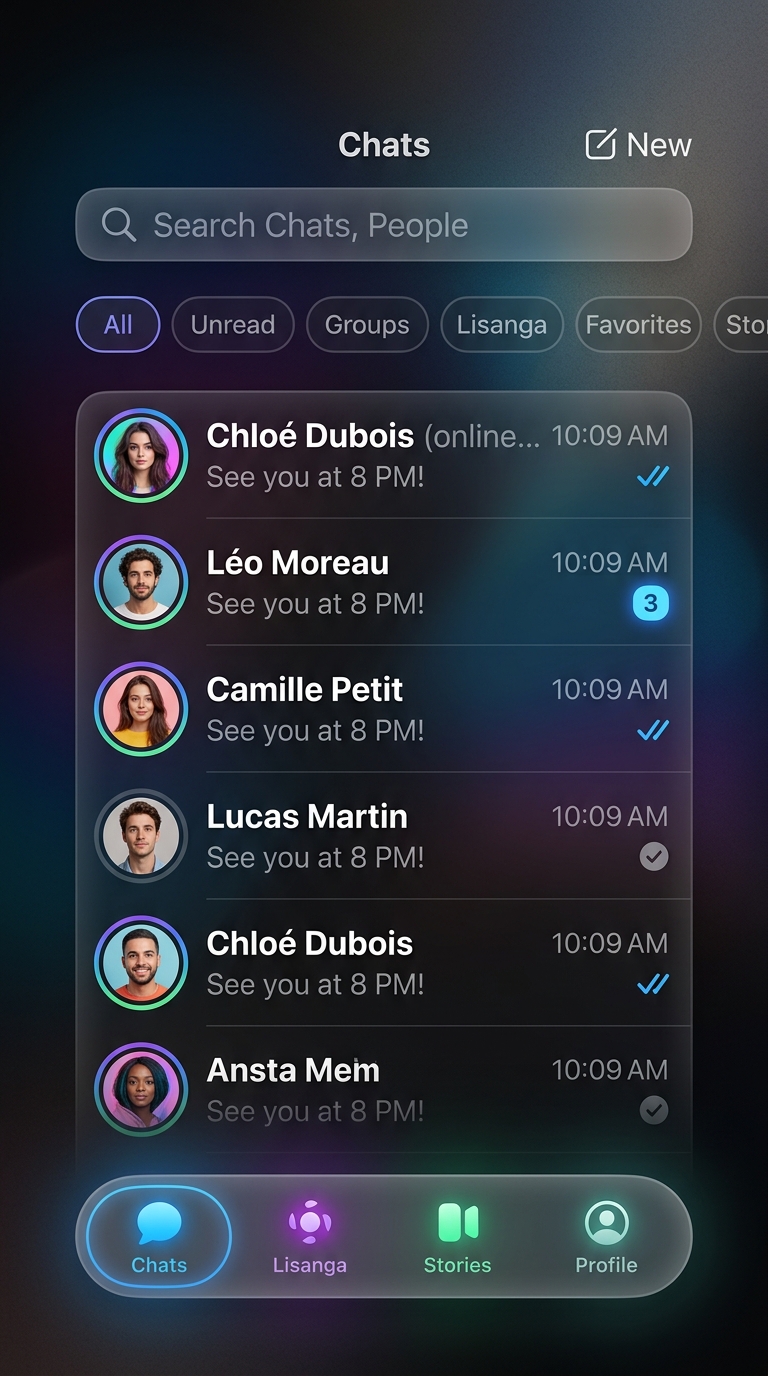 Chats
New
Search Chats, People
All Unread Groups Lisanga Favorites Stor
Chloé Dubois (online... 10:09 AM
See you at 8 PM!
Léo Moreau 10:09 AM
See you at 8 PM! 3
Camille Petit 10:09 AM
See you at 8 PM!
Lucas Martin 10:09 AM
See you at 8 PM!
Chloé Dubois 10:09 AM
See you at 8 PM!
Ansta Mem 10:09 AM
See you at 8 PM!
Chats Lisanga Stories Profile